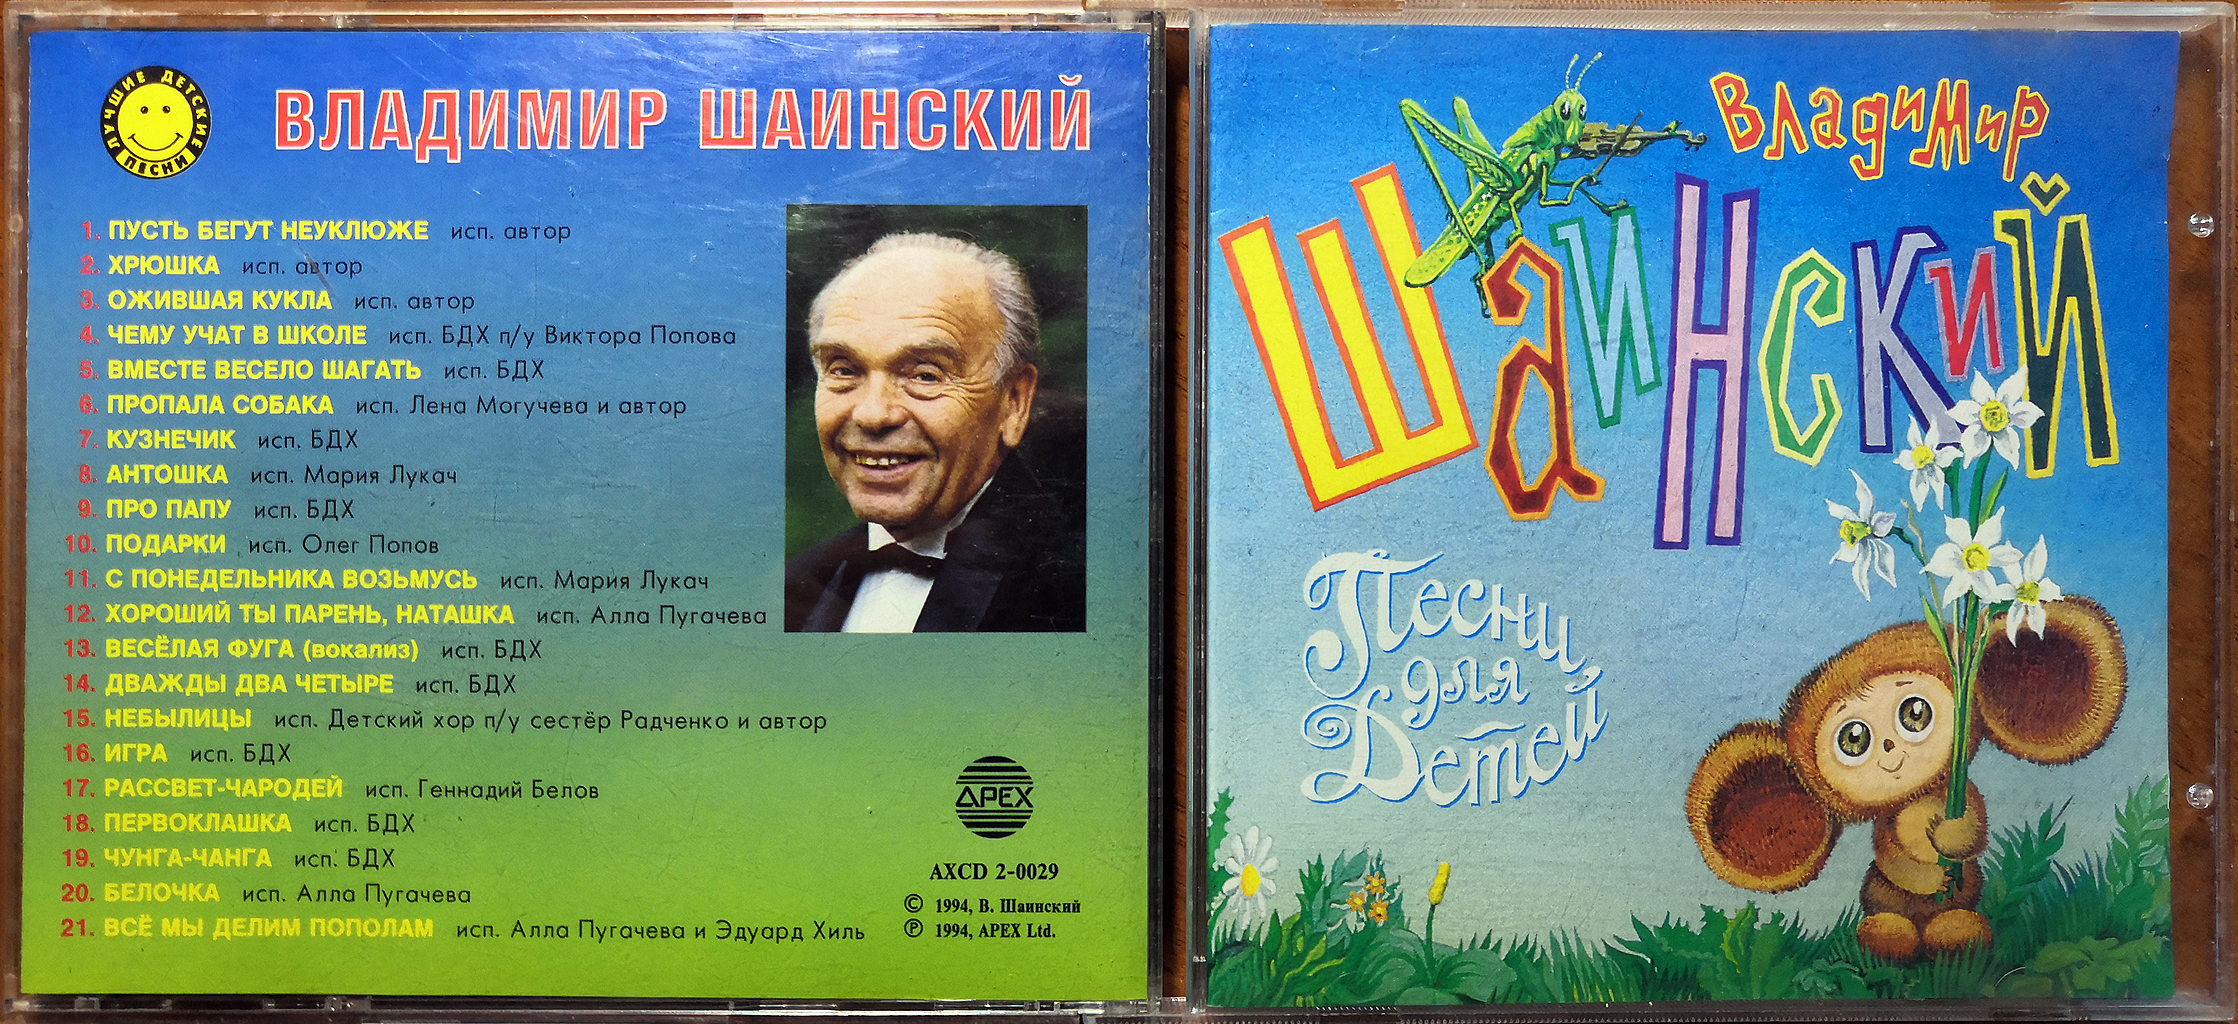 ЛУЧШИЕ ДЕТСКИЕ ПЕСНИ
ВЛАДИМИР ШАИНСКИЙ
1. ПУСТЬ БЕГУТ НЕУКЛЮЖЕ исп. автор
2. ХРЮШКА исп. автор
3. ОЖИВШАЯ КУКЛА исп. автор
4. ЧЕМУ УЧАТ В ШКОЛЕ исп. БДХ п/у Виктора Попова
5. ВМЕСТЕ ВЕСЕЛО ШАГАТЬ исп. БДХ
6. ПРОПАЛА СОБАКА исп. Лена Могучева и автор
7. КУЗНЕЧИК исп. БДХ
8. АНТОШКА исп. Мария Лукач
9. ПРО ПАПУ исп. БДХ
10. ПОДАРКИ исп. Олег Попов
11. С ПОНЕДЕЛЬНИКА ВОЗЬМУСЬ исп. Мария Лукач
12. ХОРОШИЙ ТЫ ПАРЕНЬ, НАТАШКА исп. Алла Пугачева
13. ВЕСЁЛАЯ ФУГА (вокализ) исп. БДХ
14. ДВАЖДЫ ДВА ЧЕТЫРЕ исп. БДХ
15. НЕБЫЛИЦЫ исп. Детский хор п/у сестёр Радченко и автор
16. ИГРА исп. БДХ
17. РАССВЕТ-ЧАРОДЕЙ исп. Геннадий Белов
18. ПЕРВОКЛАШКА исп. БДХ
19. ЧУНГА-ЧАНГА исп. БДХ
20. БЕЛОЧКА исп. Алла Пугачева
21. ВСЁ МЫ ДЕЛИМ ПОПОЛАМ исп. Алла Пугачева и Эдуард Хиль
APEX
AXCD 2-0029
© 1994, В. Шаинский
℗ 1994, APEX Ltd.
Владимир
Шаинский
Песни
для
Детей